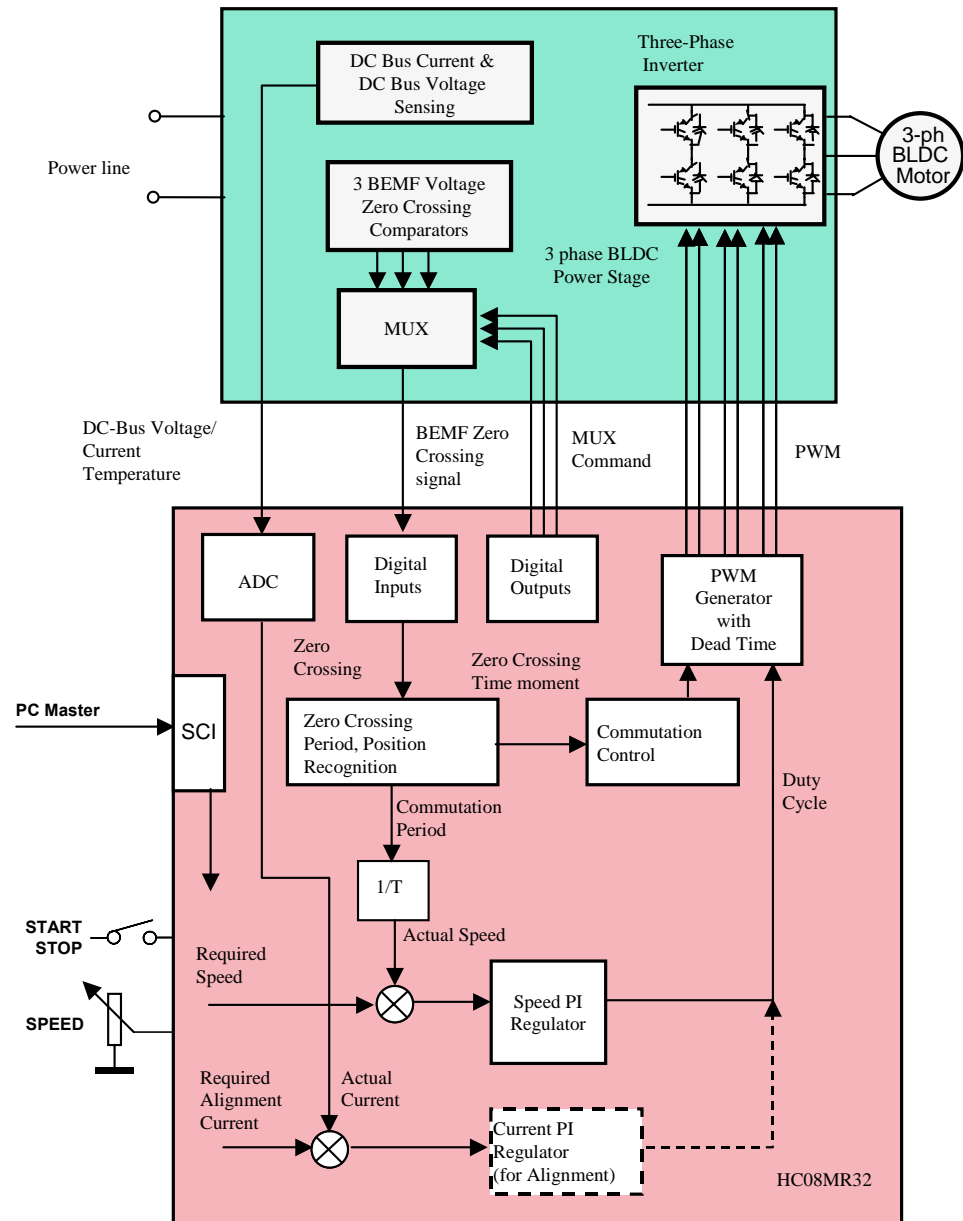 DC Bus Current &
DC Bus Voltage
Sensing
Three-Phase
Inverter
3-ph
BLDC
Motor
Power line
3 BEMF Voltage
Zero Crossing
Comparators
3 phase BLDC
Power Stage
MUX
DC-Bus Voltage/
Current
Temperature
BEMF Zero
Crossing
signal
MUX
Command
PWM
ADC
Digital
Inputs
Digital
Outputs
PWM
Generator
with
Dead Time
Zero
Crossing
Zero Crossing
Time moment
PC Master
SCI
Zero Crossing
Period, Position
Recognition
Commutation
Control
Duty
Cycle
Commutation
Period
1/T
START
STOP
Actual Speed
Required
Speed
SPEED
Speed PI
Regulator
Required
Alignment
Current
Actual
Current
Current PI
Regulator
(for Alignment)
HC08MR32